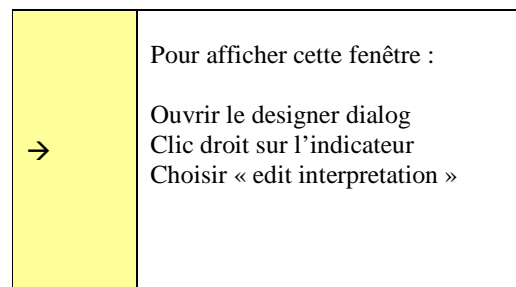 Pour afficher cette fenêtre :
Ouvrir le designer dialog
→ Clic droit sur l’indicateur
Choisir « edit interpretation »